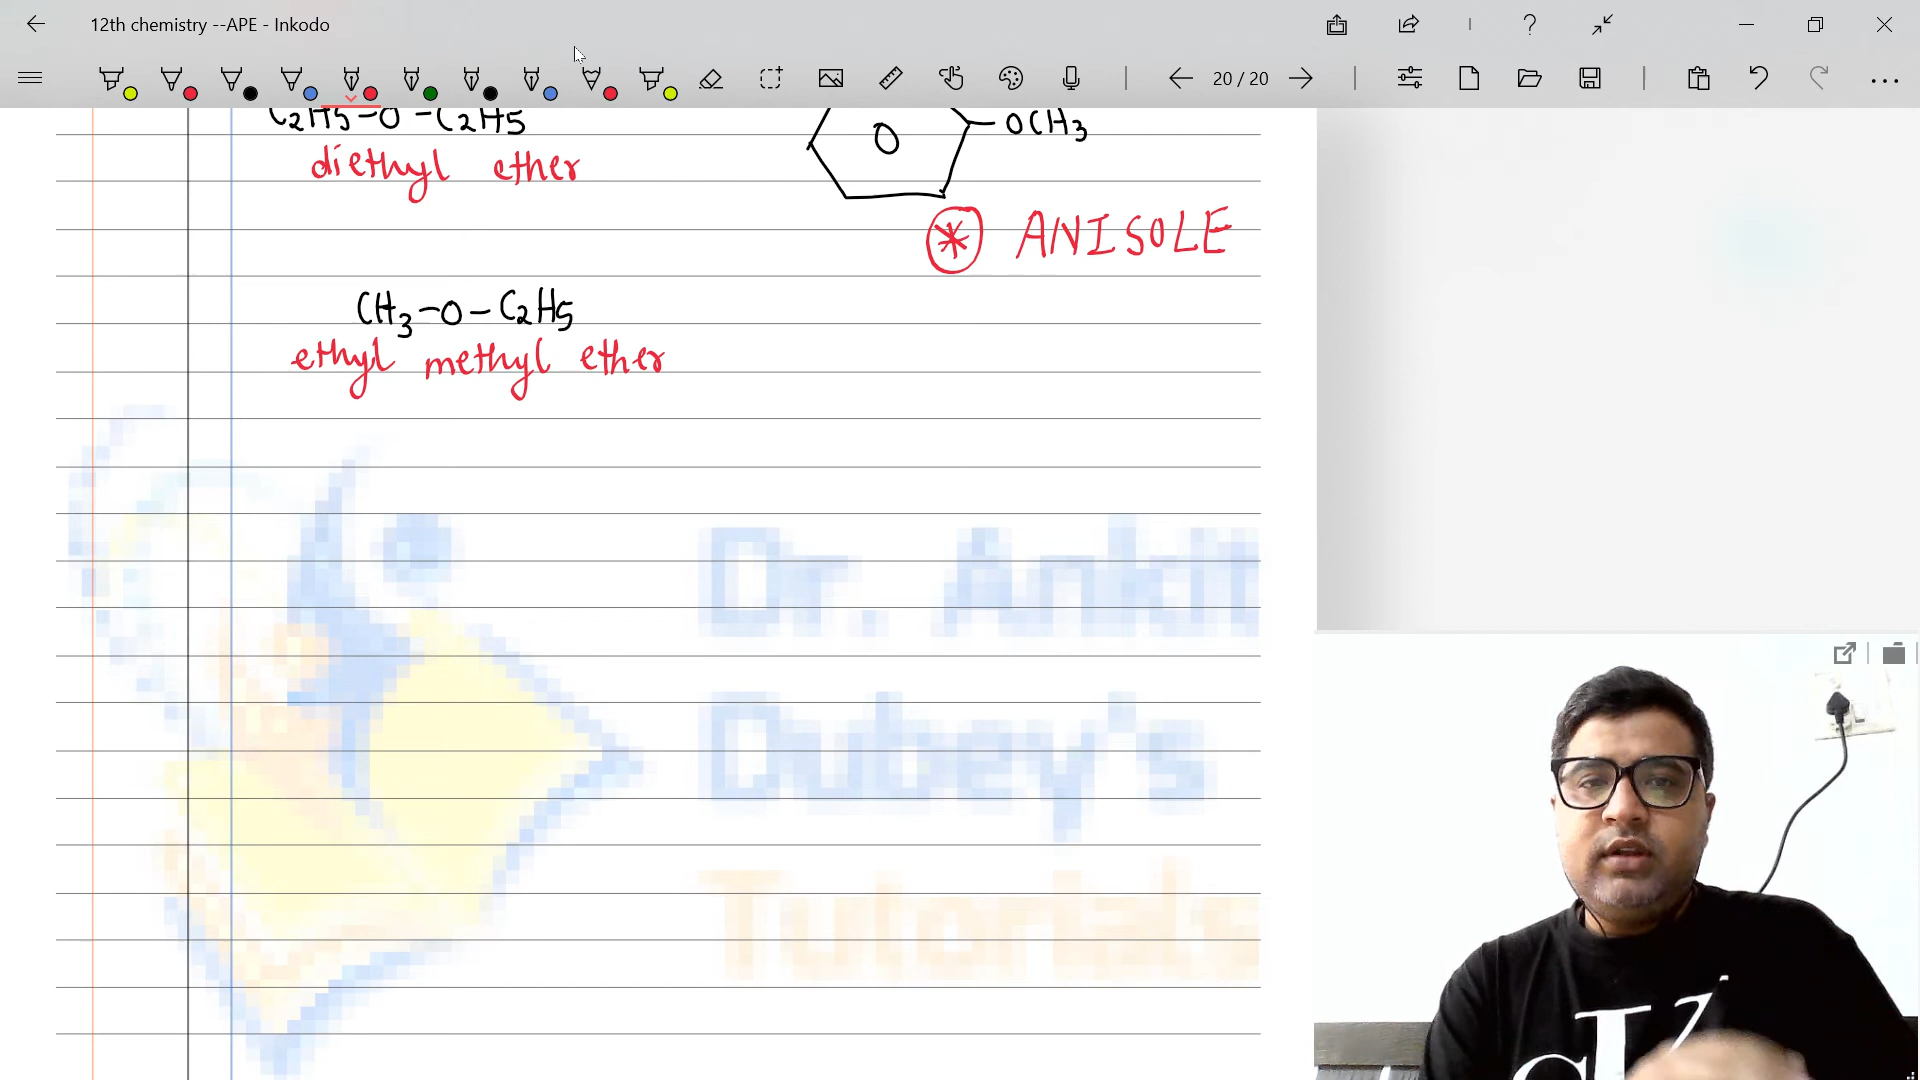 12th chemistry --APE - Inkodo
20 / 20
C2H5-O-C2H5
diethyl ether
O
OCH3
* ANISOLE
CH3-O-C2H5
ethyl methyl ether
Dr. Ankit
Dubey's
Tutorials